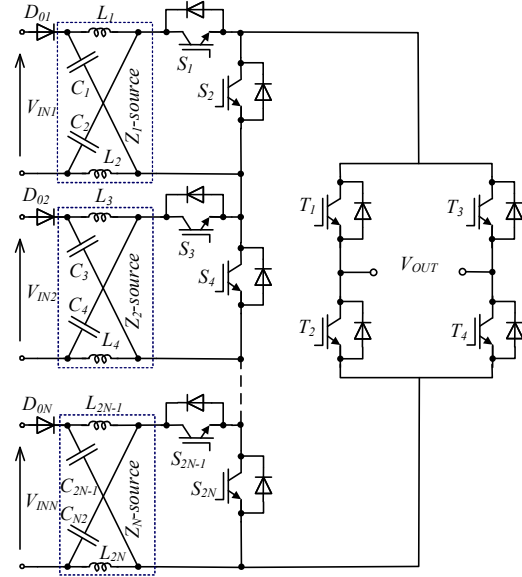 D01
L1
S1
C1
VIN1
C2
Z1-source
S2
L2
D02
L3
S3
C3
VIN2
C4
Z2-source
S4
L4
T1
T3
VOUT
T2
T4
D0N
L2N-1
S2N-1
C2N-1
VINN
CN2
ZN-source
S2N
L2N